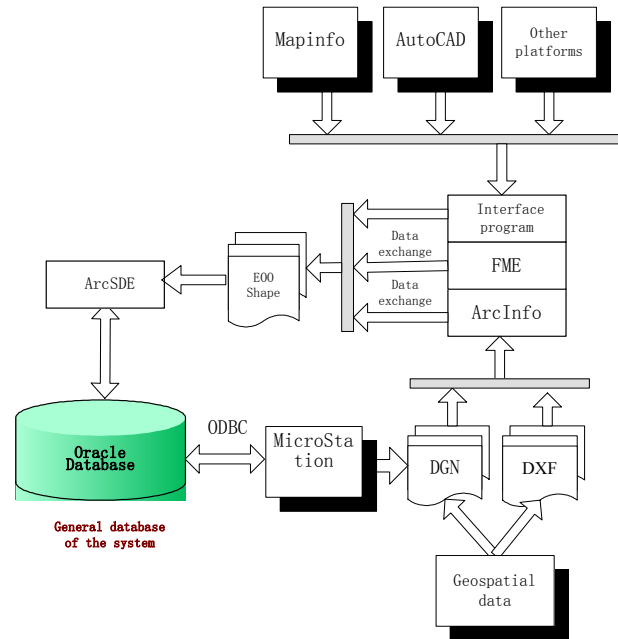 Mapinfo
AutoCAD
Other
platforms
Interface
program
Data
exchange
FME
Data
exchange
ArcInfo
E00
Shape
ArcSDE
Oracle
Database
ODBC
MicroSta
tion
DGN
DXF
General database
of the system
Geospatial
data